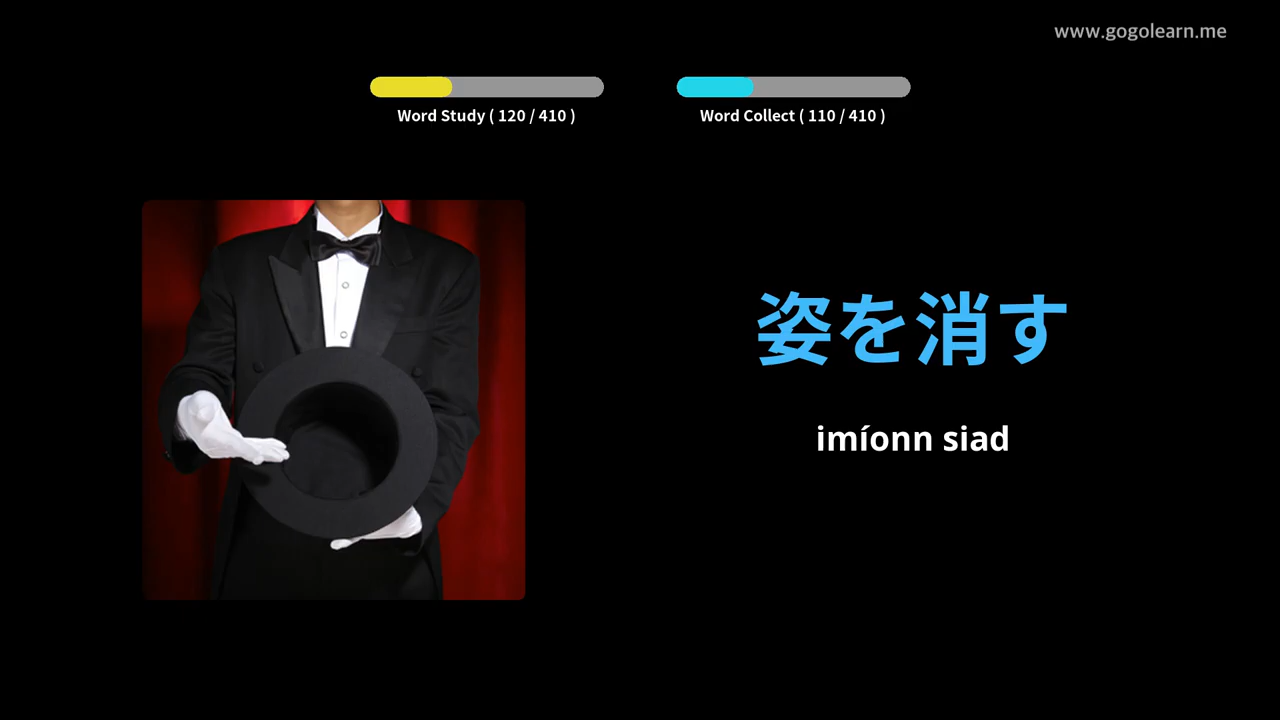 www.gogolearn.me
Word Study ( 120 / 410 )
Word Collect ( 110 / 410 )
姿を消す
imíonn siad